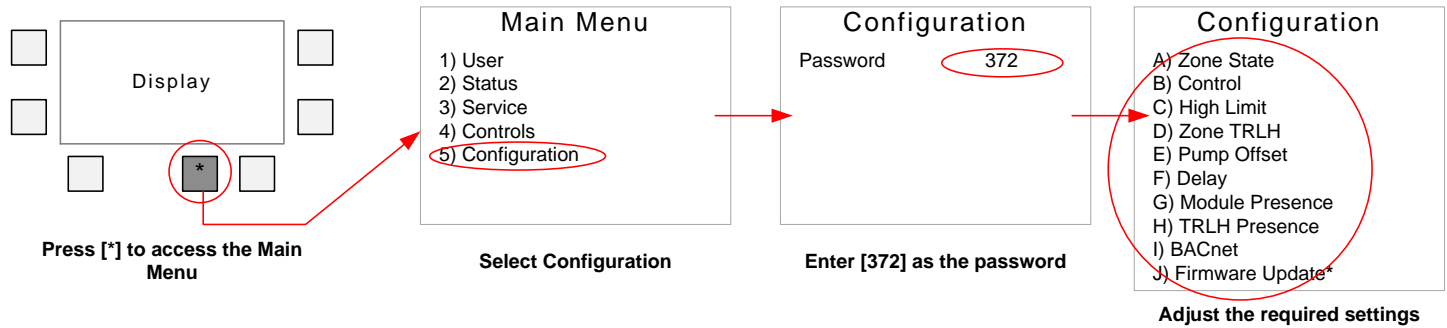 Display
*
Press [*] to access the Main
Menu
Main Menu
1) User
2) Status
3) Service
4) Controls
5) Configuration
Select Configuration
Configuration
Password 372
Enter [372] as the password
Configuration
A) Zone State
B) Control
C) High Limit
D) Zone TRLH
E) Pump Offset
F) Delay
G) Module Presence
H) TRLH Presence
I) BACnet
J) Firmware Update*
Adjust the required settings